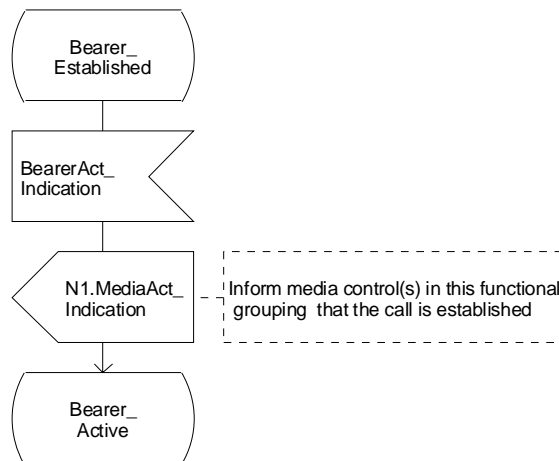 Bearer_
Established
BearerAct_
Indication
N1.MediaAct_
Indication
Inform media control(s) in this functional
grouping that the call is established
Bearer_
Active